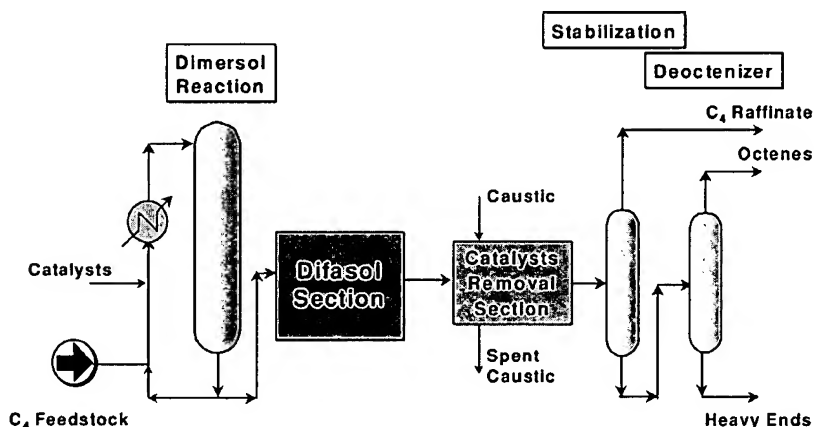 Stabilization
Dimersol
Reaction
Deoctenizer
C₄ Raffinate
Octenes
Caustic
Catalysts
Difasol
Section
Catalysts
Removal
Section
Spent
Caustic
C₄ Feedstock
Heavy Ends